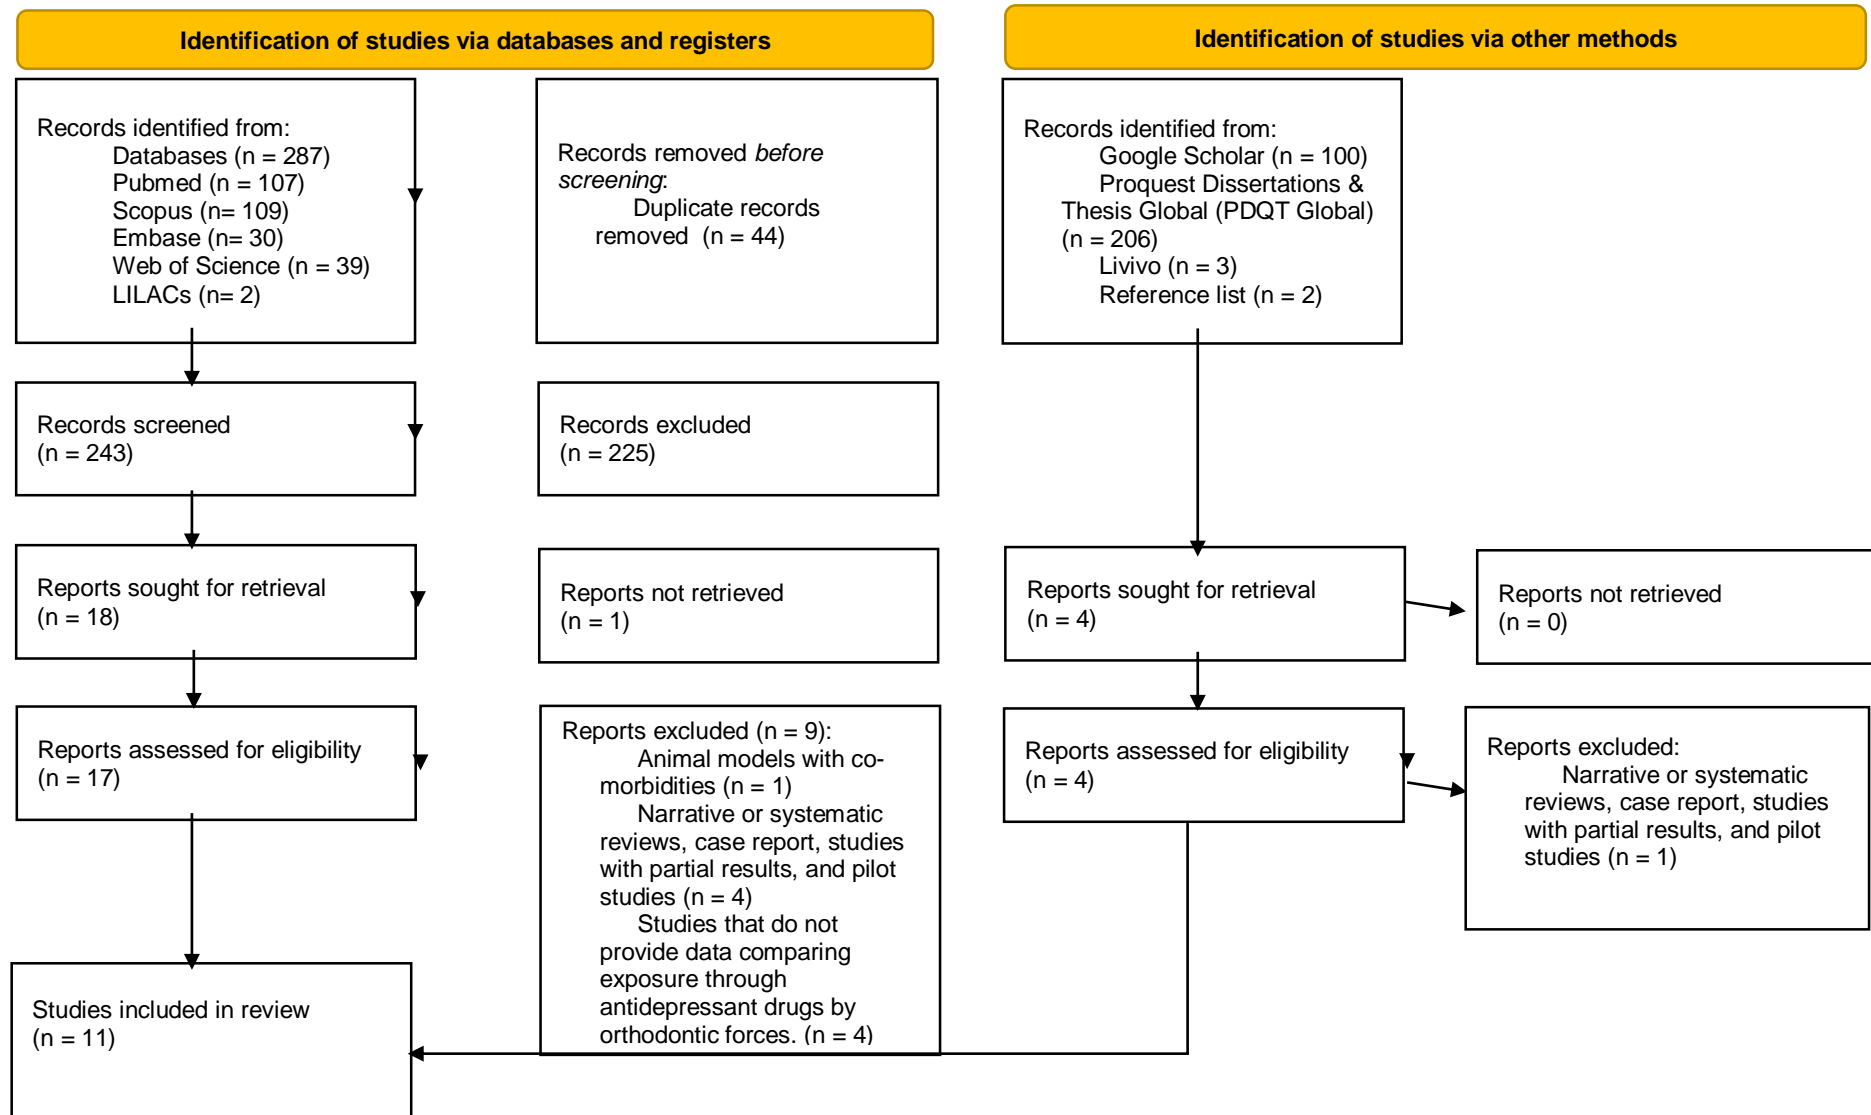 Identification of studies via databases and registers
Identification of studies via other methods
Records identified from:
Databases (n = 287)
Pubmed (n = 107)
Scopus (n= 109)
Embase (n= 30)
Web of Science (n = 39)
LILACs (n= 2)
Records removed before
screening:
Duplicate records
removed  (n = 44)
Records identified from:
Google Scholar (n = 100)
Proquest Dissertations &
Thesis Global (PDQT Global)
(n = 206)
Livivo (n = 3)
Reference list (n = 2)
Records screened
(n = 243)
Records excluded
(n = 225)
Reports sought for retrieval
(n = 18)
Reports not retrieved
(n = 1)
Reports sought for retrieval
(n = 4)
Reports not retrieved
(n = 0)
Reports assessed for eligibility
(n = 17)
Reports excluded (n = 9):
Animal models with co-
morbidities (n = 1)
Narrative or systematic
reviews, case report, studies
with partial results, and pilot
studies (n = 4)
Studies that do not
provide data comparing
exposure through
antidepressant drugs by
orthodontic forces. (n = 4)
Reports assessed for eligibility
(n = 4)
Reports excluded:
Narrative or systematic
reviews, case report, studies
with partial results, and pilot
studies (n = 1)
Studies included in review
(n = 11)